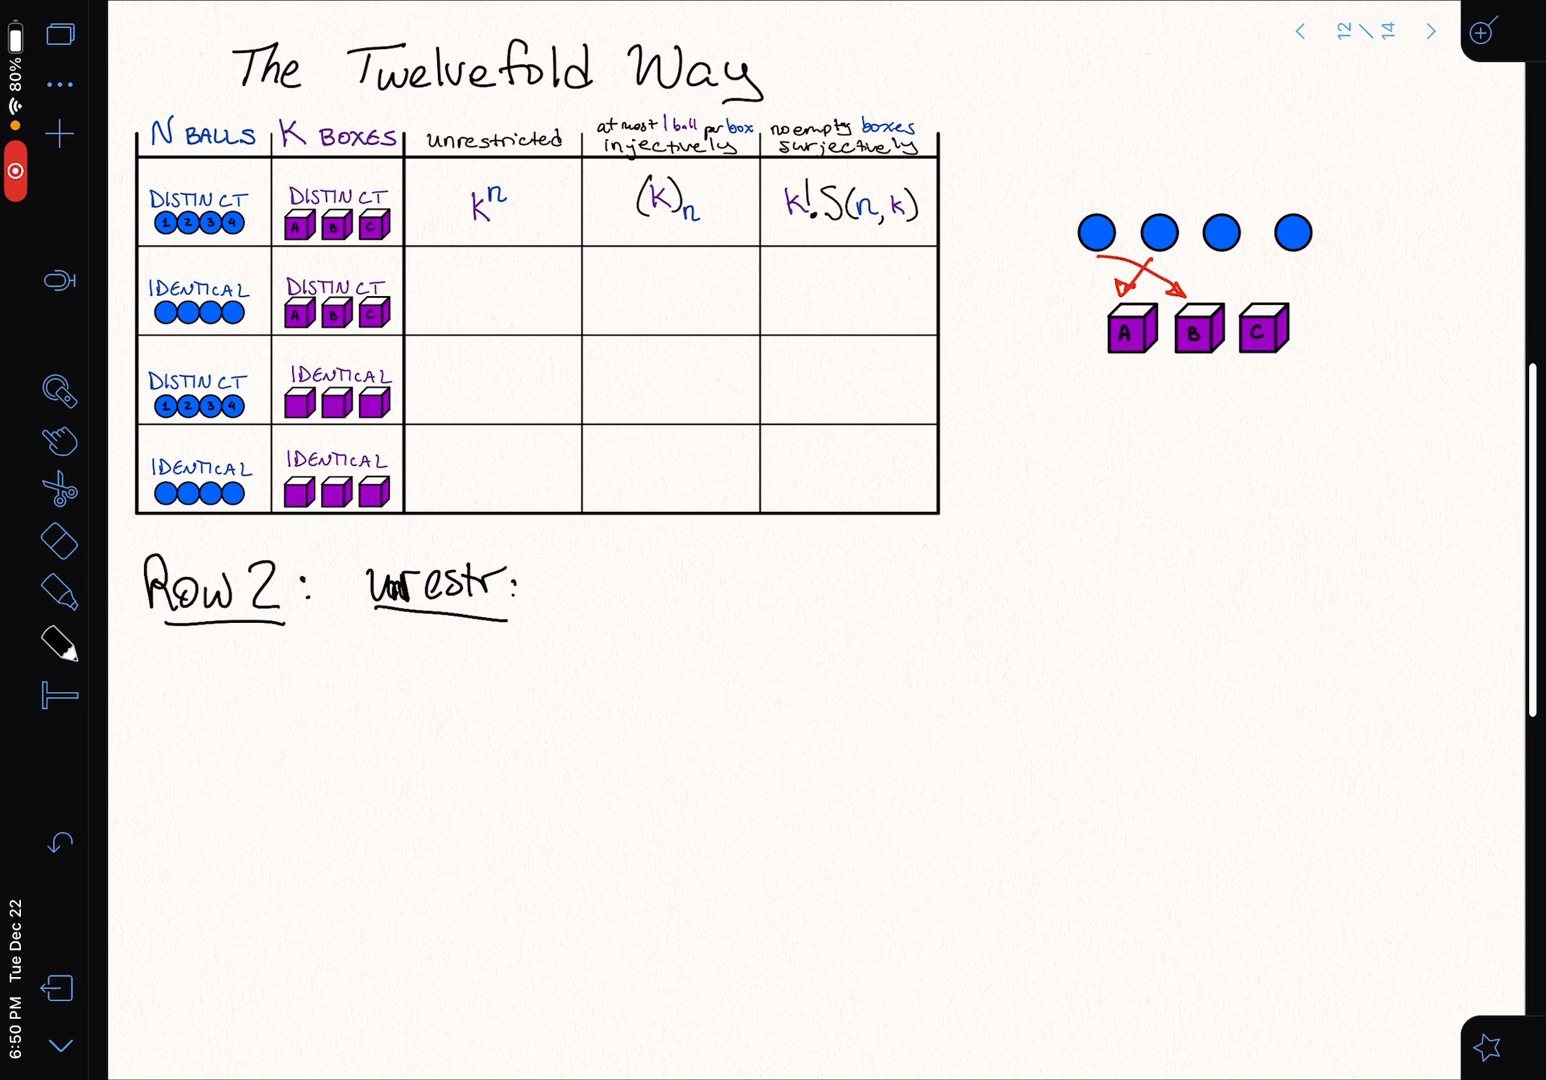 The Twelvefold Way
N BALLS K BOXES unrestricted at most 1 ball per box injectively no empty boxes surjectively
DISTINCT DISTINCT k^n (k)_n k! S(n, k)
1 2 3 4 A B C
IDENTICAL DISTINCT
A B C
DISTINCT IDENTICAL
1 2 3 4
IDENTICAL IDENTICAL
A B C
Row 2: unrestr:
12 / 14
80%
6:50 PM Tue Dec 22
T